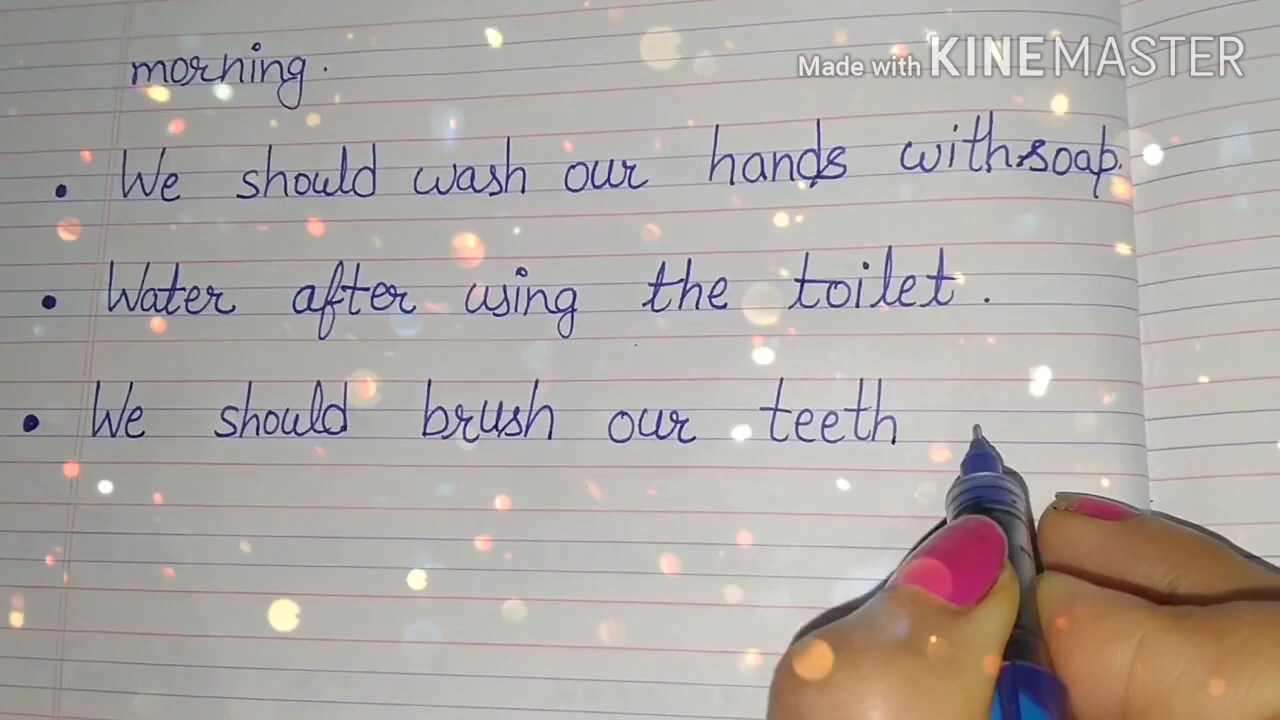 Made with KINEMASTER
morning.
• We should wash our hands with soap.
• Water after using the toilet.
• We should brush our teeth